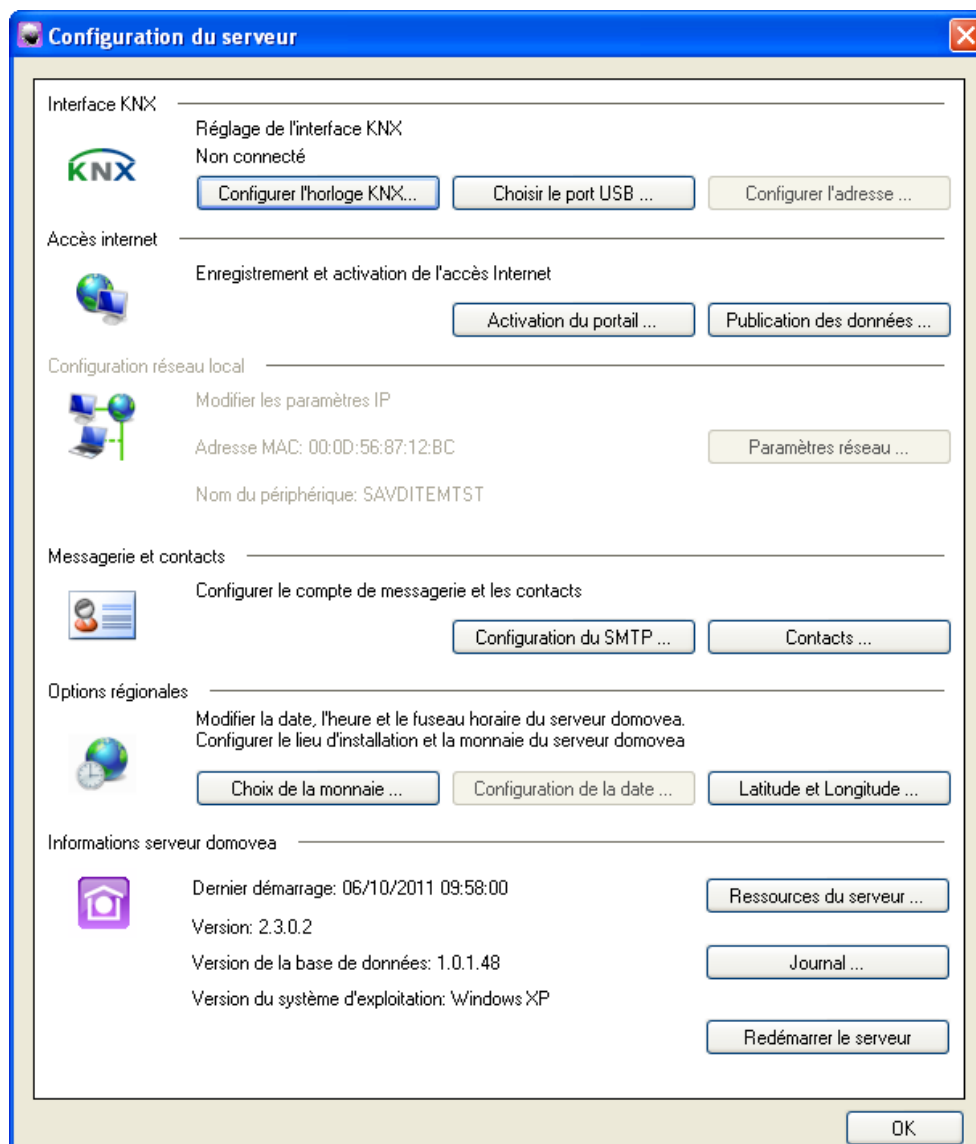 Configuration du serveur
Interface KNX
Réglage de l'interface KNX
KNX
Non connecté
Configurer l'horloge KNX... Choisir le port USB ... Configurer l'adresse ...
Accès internet
Enregistrement et activation de l'accès Internet
Activation du portail ... Publication des données ...
Configuration réseau local
Modifier les paramètres IP
Adresse MAC: 00:0D:56:87:12:BC Paramètres réseau ...
Nom du périphérique: SAVDITEMTST
Messagerie et contacts
Configurer le compte de messagerie et les contacts
Configuration du SMTP ... Contacts ...
Options régionales
Modifier la date, l'heure et le fuseau horaire du serveur domovea.
Configurer le lieu d'installation et la monnaie du serveur domovea
Choix de la monnaie ... Configuration de la date ... Latitude et Longitude ...
Informations serveur domovea
Dernier démarrage: 06/10/2011 09:58:00 Ressources du serveur ...
Version: 2.3.0.2
Version de la base de données: 1.0.1.48 Journal ...
Version du système d'exploitation: Windows XP
Redémarrer le serveur
OK